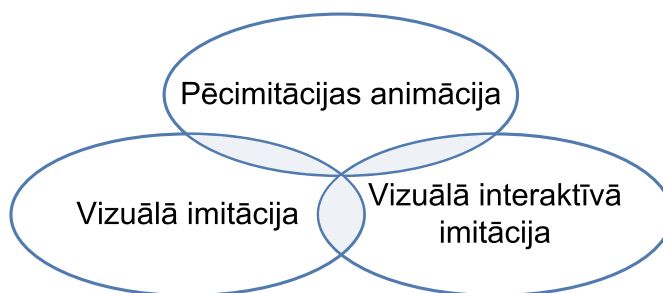 Pēcimitācijas animācija
Vizuālā imitācija
Vizuālā interaktīvā
imitācija